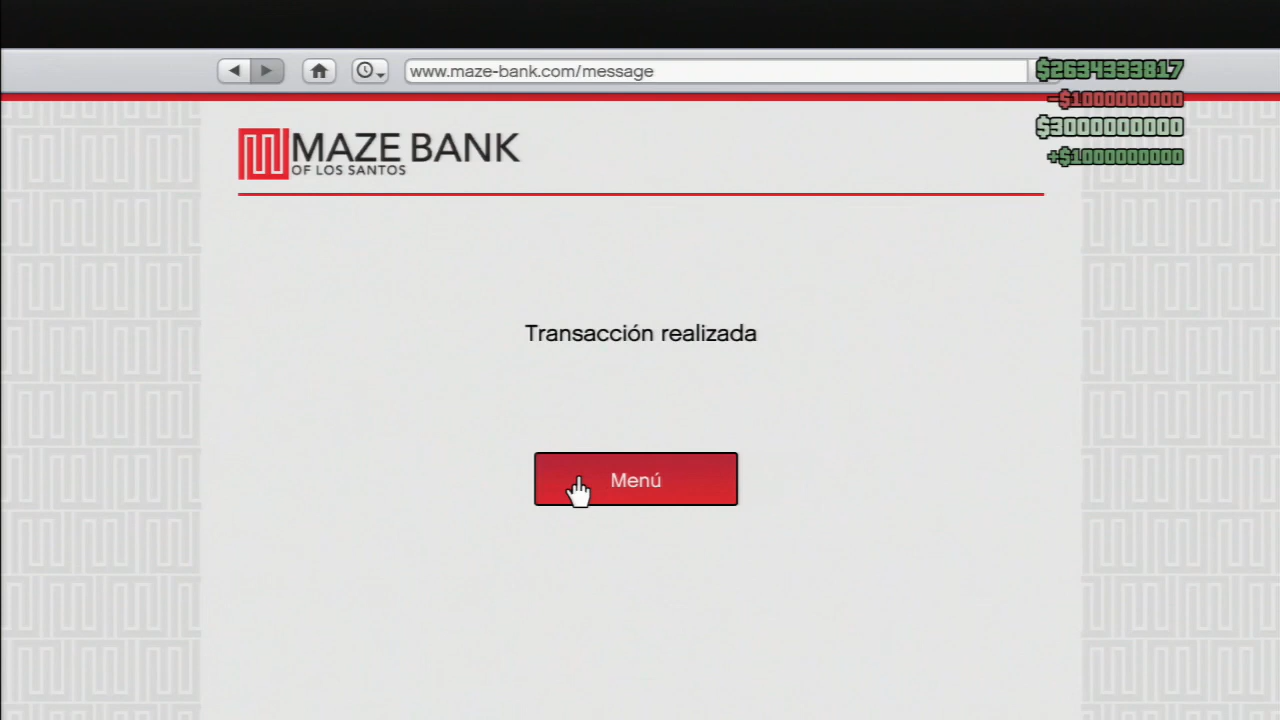 www.maze-bank.com/message
$2634333817
-$1000000000
$3000000000
+$1000000000
MAZE BANK
OF LOS SANTOS
Transacción realizada
Menú